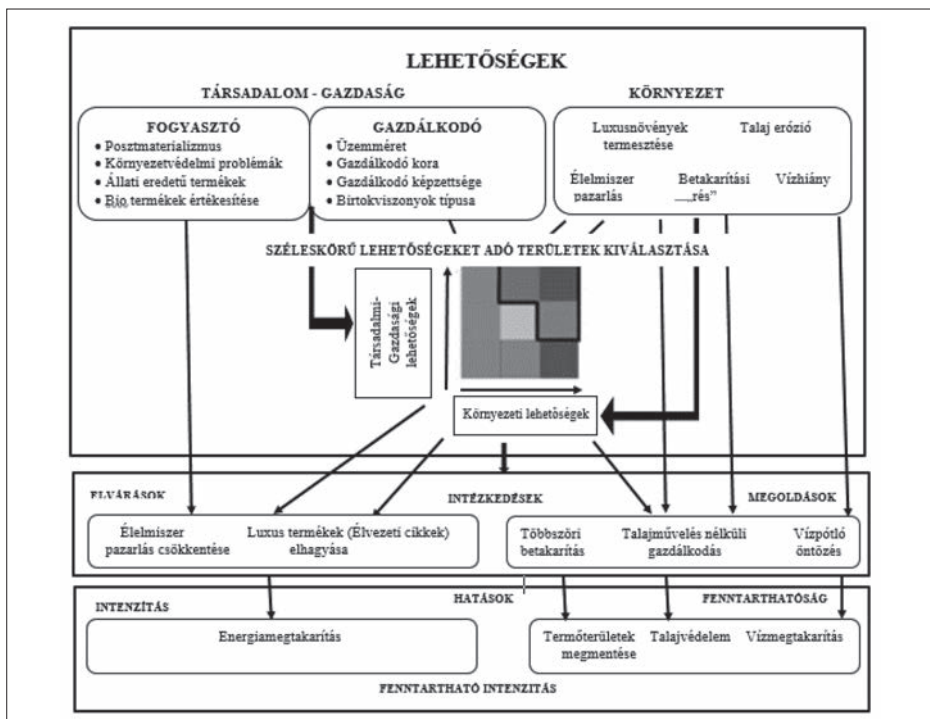 LEHETŐSÉGEK
TÁRSADALOM - GAZDASÁG
KÖRNYEZET
FOGYASZTÓ
• Posztmaterializmus
• Környezetvédelmi problémák
• Állati eredetű termékek
• Bio termékek értékesítése
GAZDÁLKODÓ
• Üzemméret
• Gazdálkodó kora
• Gazdálkodó képzettsége
• Birtokviszonyok típusa
Luxusnövények
termesztése
Talaj erózió
Élelmiszer
pazarlás
Betakarítási
„rés”
Vízhiány
SZÉLESKÖRŰ LEHETŐSÉGEKET ADÓ TERÜLETEK KIVÁLASZTÁSA
Társadalmi-
Gazdasági
lehetőségek
Környezeti lehetőségek
ELVÁRÁSOK
INTÉZKEDÉSEK
MEGOLDÁSOK
Élelmiszer
pazarlás csökkentése
Luxus termékek (Élvezeti cikkek)
elhagyása
Többszöri
betakarítás
Talajművelés nélküli
gazdálkodás
Vízpótló
öntözés
INTENZÍTÁS
HATÁSOK
FENNTARTHATÓSÁG
Energiamegtakarítás
Termőterületek
megmentése
Talajvédelem
Vízmegtakarítás
FENNTARTHATÓ INTENZITÁS